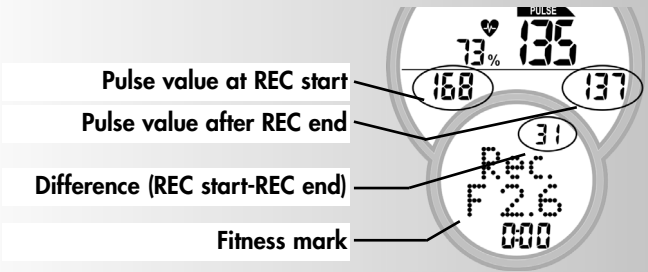 PULSE
73% 135
Pulse value at REC start 168 137
Pulse value after REC end
31
Rec.
Difference (REC start-REC end)
F 2.6
Fitness mark 0:00